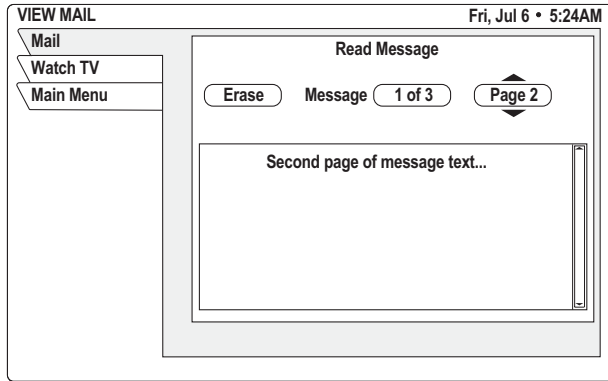 VIEW MAIL Fri, Jul 6 • 5:24AM
Mail
Watch TV
Main Menu
Read Message
Erase Message 1 of 3 Page 2
Second page of message text...